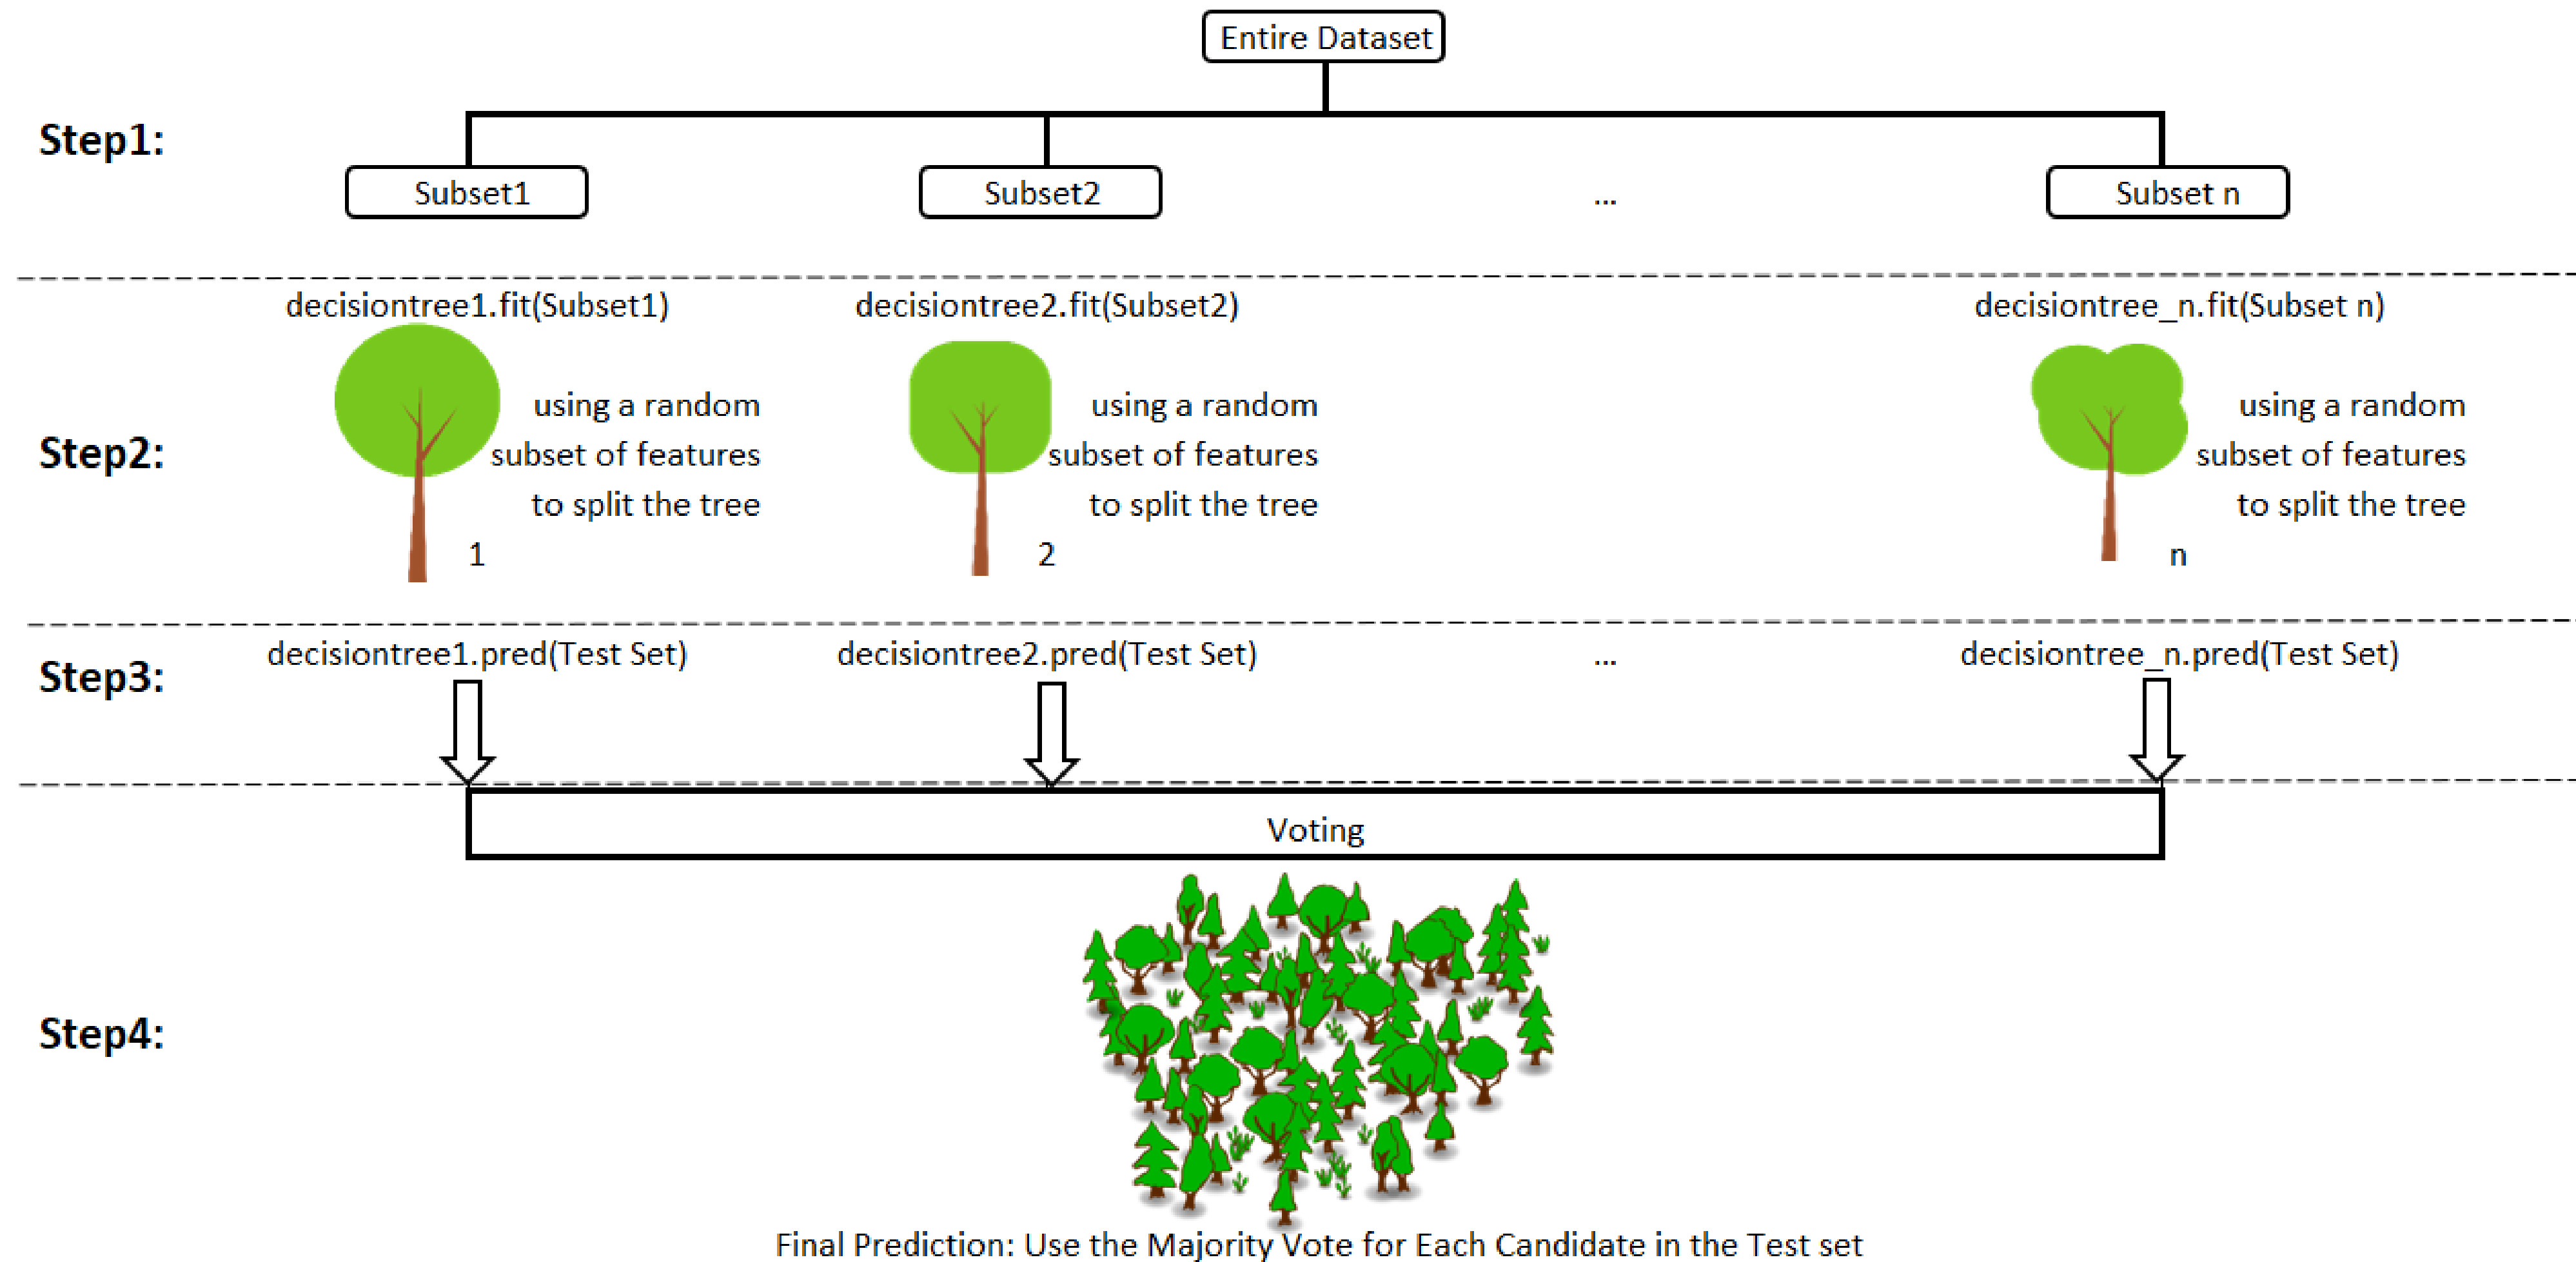 Entire Dataset
Step1:
Subset1
Subset2
...
Subset n
decisiontree1.fit(Subset1)
decisiontree2.fit(Subset2)
decisiontree_n.fit(Subset n)
Step2:
using a random
subset of features
to split the tree
1
using a random
subset of features
to split the tree
2
using a random
subset of features
to split the tree
n
Step3:
decisiontree1.pred(Test Set)
decisiontree2.pred(Test Set)
...
decisiontree_n.pred(Test Set)
Voting
Step4:
Final Prediction: Use the Majority Vote for Each Candidate in the Test set